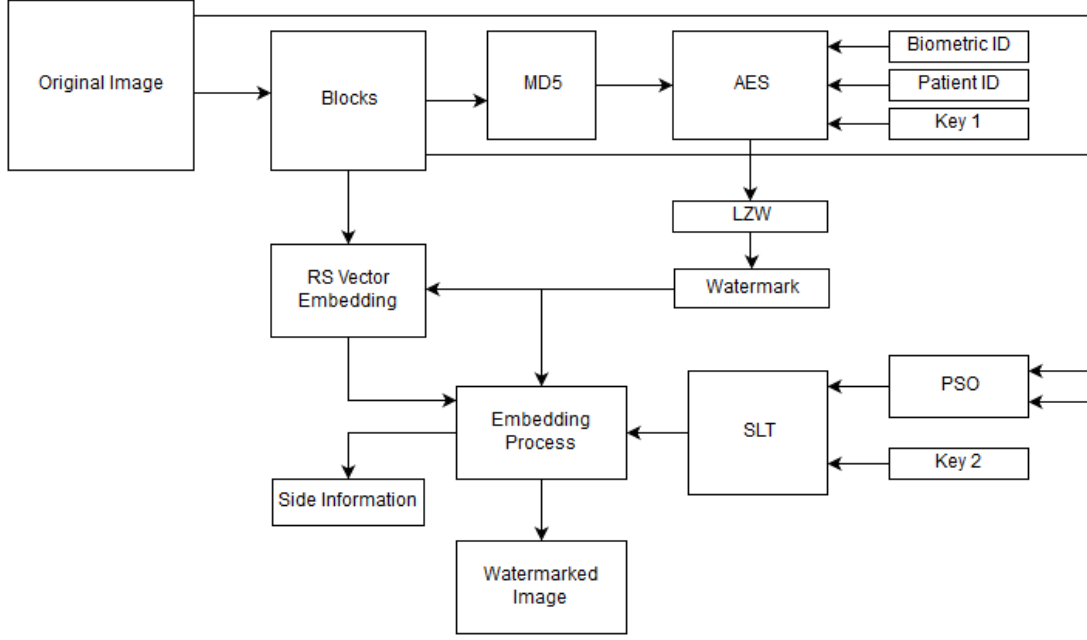 Original Image
Blocks
MD5
AES
Biometric ID
Patient ID
Key 1
LZW
RS Vector
Embedding
Watermark
Embedding
Process
SLT
PSO
Key 2
Side Information
Watermarked
Image